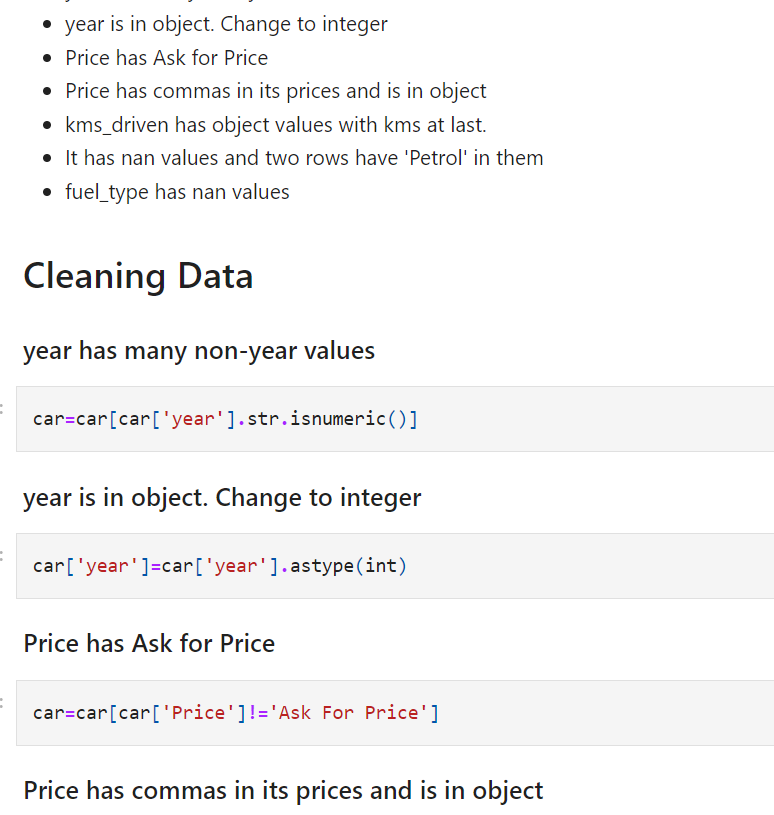 year is in object. Change to integer
Price has Ask for Price
Price has commas in its prices and is in object
kms_driven has object values with kms at last.
It has nan values and two rows have 'Petrol' in them
fuel_type has nan values
Cleaning Data
year has many non-year values
car=car[car['year'].str.isnumeric()]
year is in object. Change to integer
car['year']=car['year'].astype(int)
Price has Ask for Price
car=car[car['Price']!='Ask For Price']
Price has commas in its prices and is in object